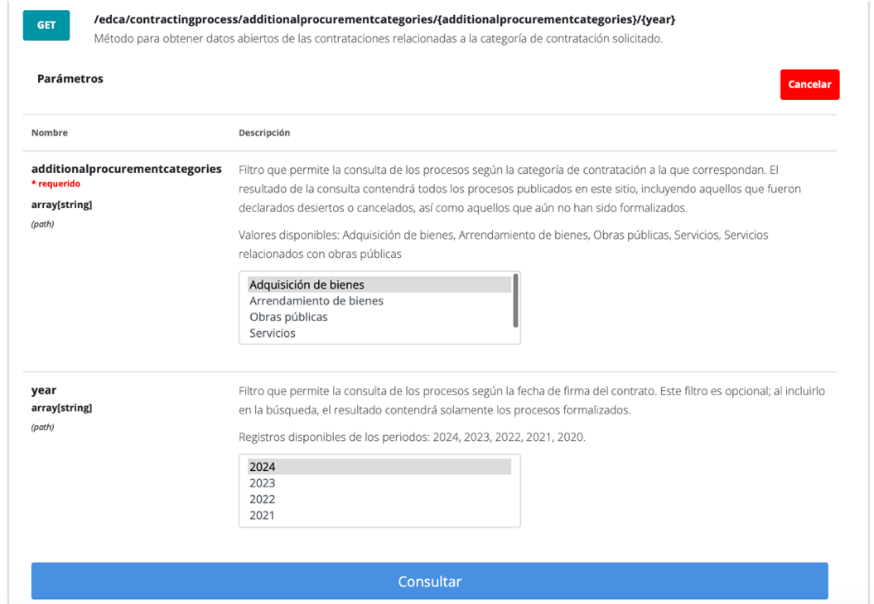 GET
/edca/contractingprocess/additionalprocurementcategories/{additionalprocurementcategories}/{year}
Método para obtener datos abiertos de las contrataciones relacionadas a la categoría de contratación solicitado.
Parámetros
Cancelar
Nombre
Descripción
additionalprocurementcategories
* requerido
array[string]
(path)
Filtro que permite la consulta de los procesos según la categoría de contratación a la que correspondan. El
resultado de la consulta contendrá todos los procesos publicados en este sitio, incluyendo aquellos que fueron
declarados desiertos o cancelados, así como aquellos que aún no han sido formalizados.
Valores disponibles: Adquisición de bienes, Arrendamiento de bienes, Obras públicas, Servicios, Servicios
relacionados con obras públicas
Adquisición de bienes
Arrendamiento de bienes
Obras públicas
Servicios
year
array[string]
(path)
Filtro que permite la consulta de los procesos según la fecha de firma del contrato. Este filtro es opcional; al incluirlo
en la búsqueda, el resultado contendrá solamente los procesos formalizados.
Registros disponibles de los periodos: 2024, 2023, 2022, 2021, 2020.
2024
2023
2022
2021
Consultar